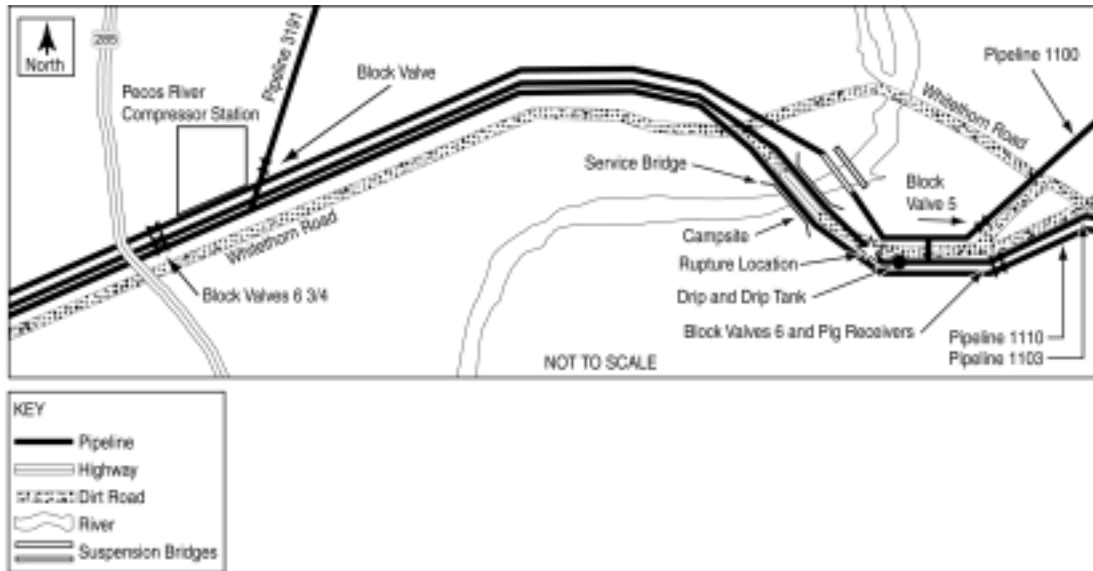 North
285
Pipeline 3191
Block Valve
Pecos River
Compressor Station
Pipeline 1100
Whitethorn Road
Service Bridge
Block
Valve 5
Whitethorn Road
Campsite
Rupture Location
Block Valves 6 3/4
Drip and Drip Tank
Block Valves 6 and Pig Receivers
Pipeline 1110
Pipeline 1103
NOT TO SCALE
KEY
Pipeline
Highway
Dirt Road
River
Suspension Bridges